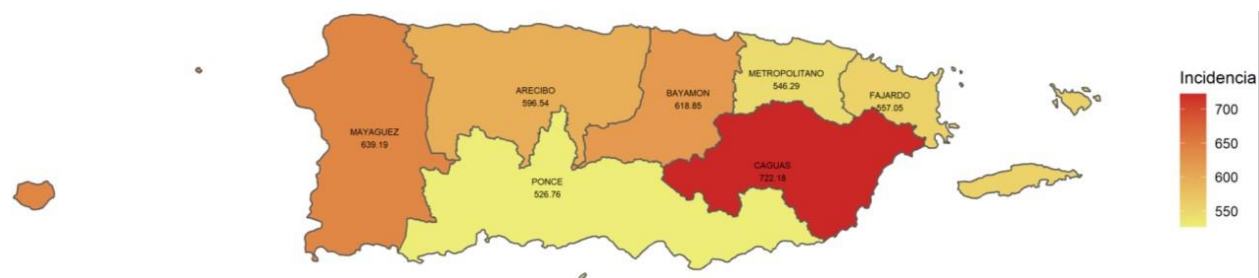 METROPOLITANO
546.29
Incidencia
ARECIBO
596.54
BAYAMON
618.85
FAJARDO
557.05
700
MAYAGUEZ
639.19
650
CAGUAS
722.18
600
PONCE
526.76
550